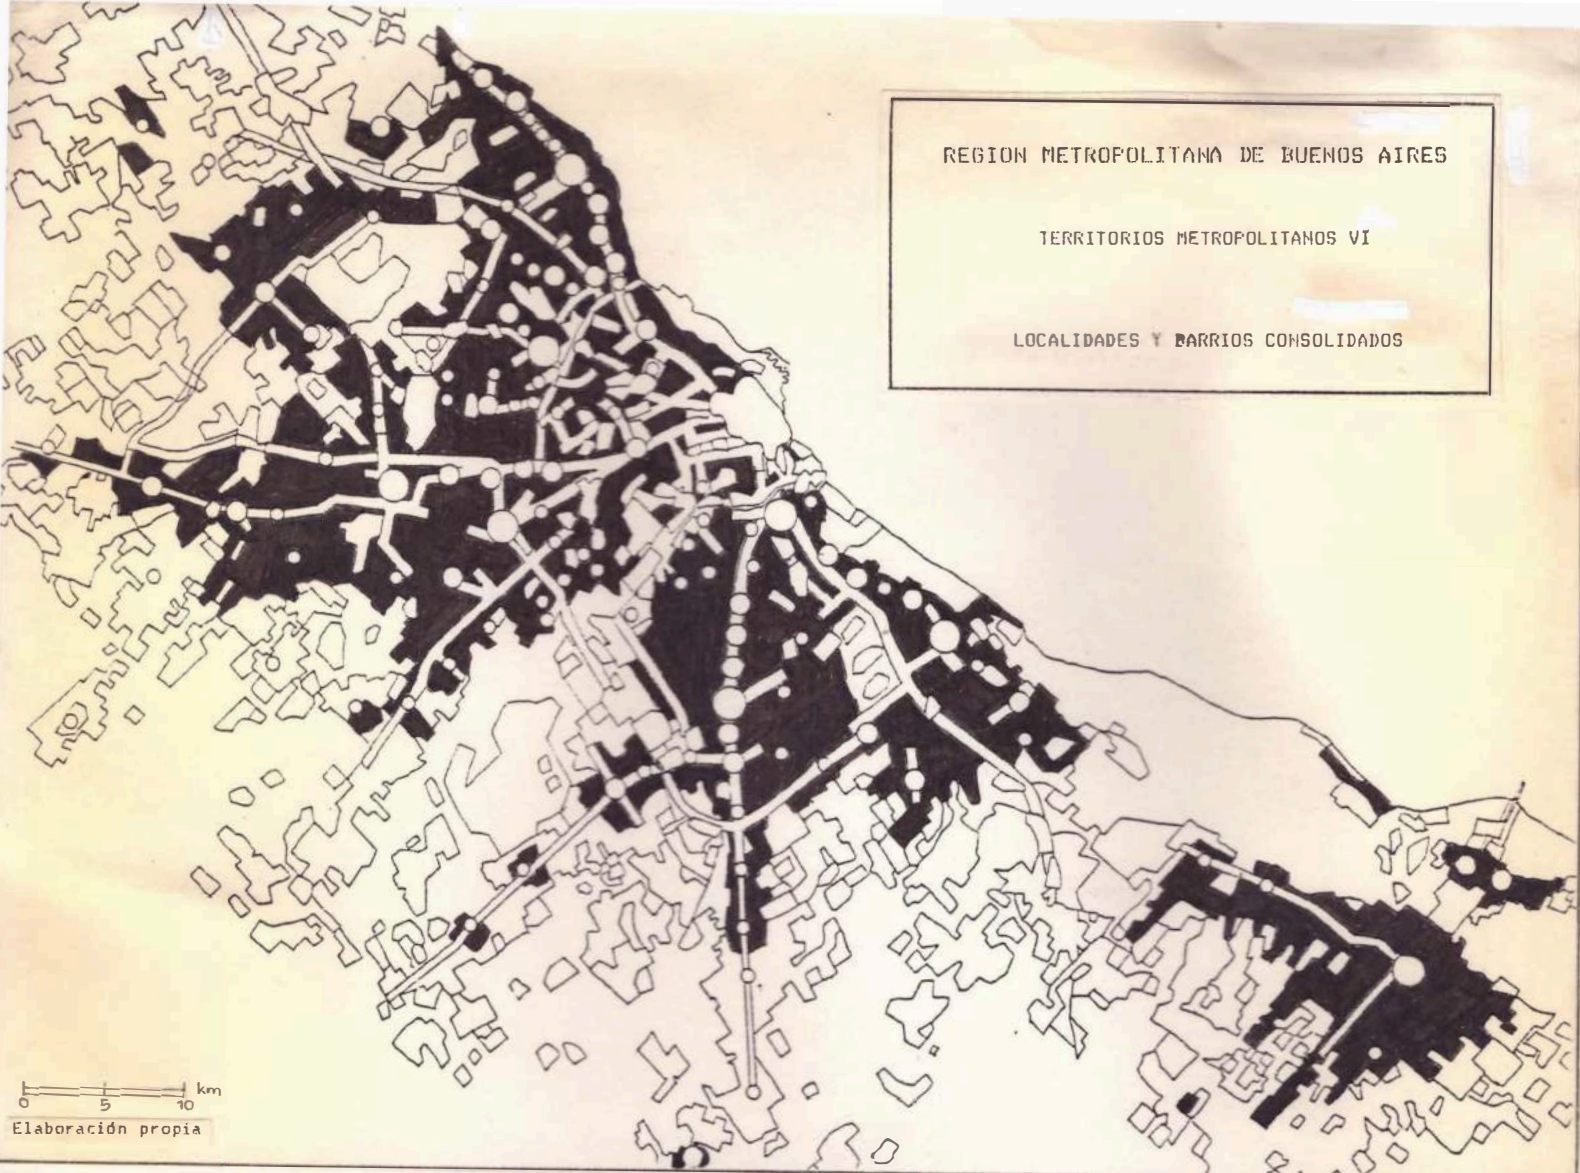 REGION METROPOLITANA DE BUENOS AIRES
TERRITORIOS METROPOLITANOS VI
LOCALIDADES Y BARRIOS CONSOLIDADOS
km
0 5 10
Elaboración propia